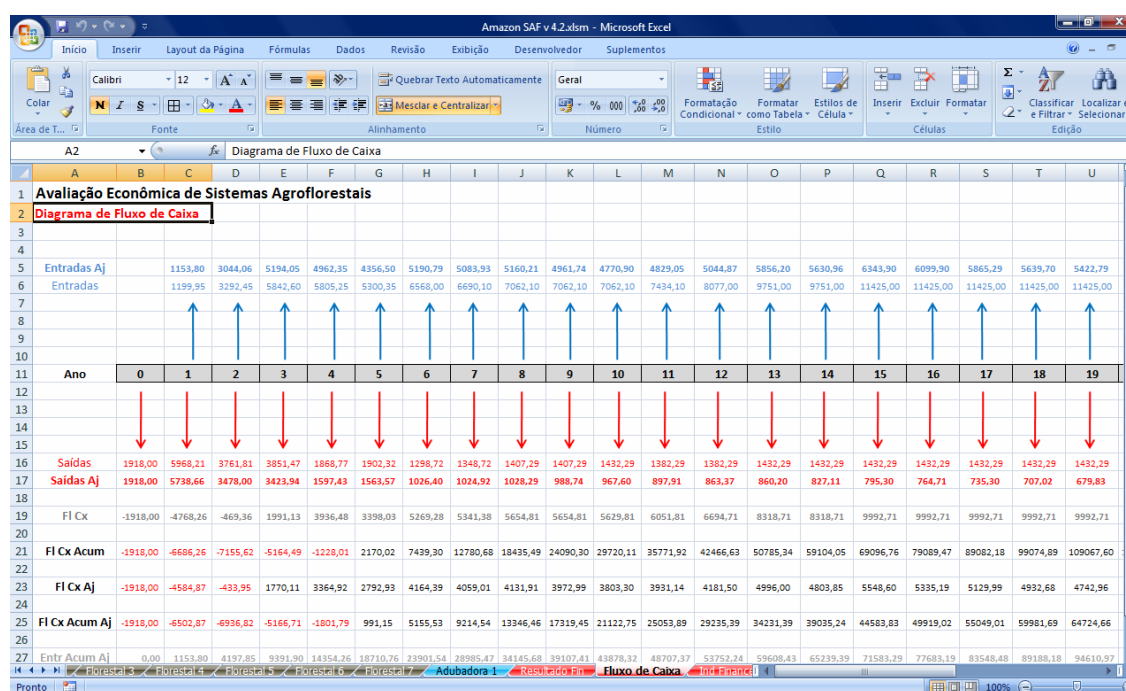 Amazon SAF v 4.2.xlsm - Microsoft Excel
Início Inserir Layout da Página Fórmulas Dados Revisão Exibição Desenvolvedor Suplementos
Colar Calibri 12 Quebrar Texto Automaticamente Geral Formatação Condicional Formatar como Tabela Estilos de Célula Inserir Excluir Formatar Classificar e Filtrar Localizar e Selecionar
N I S Mesclar e Centralizar % 000
Área de T... Fonte Alinhamento Número Estilo Células Edição
A2 fx Diagrama de Fluxo de Caixa
A B C D E F G H I J K L M N O P Q R S T U
1 Avaliação Econômica de Sistemas Agroflorestais
2 Diagrama de Fluxo de Caixa
3
4
5 Entradas Aj 1153,80 3044,06 5194,05 4962,35 4356,50 5190,79 5083,93 5160,21 4961,74 4770,90 4829,05 5044,87 5856,20 5630,96 6343,90 6099,90 5865,29 5639,70 5422,79
6 Entradas 1199,95 3292,45 5842,60 5805,25 5300,35 6568,00 6690,10 7062,10 7062,10 7062,10 7434,10 8077,00 9751,00 9751,00 11425,00 11425,00 11425,00 11425,00 11425,00
7
8
9
10
11 Ano 0 1 2 3 4 5 6 7 8 9 10 11 12 13 14 15 16 17 18 19
12
13
14
15
16 Saídas 1918,00 5968,21 3761,81 3851,47 1868,77 1902,32 1298,72 1348,72 1407,29 1407,29 1432,29 1382,29 1382,29 1432,29 1432,29 1432,29 1432,29 1432,29 1432,29 1432,29
17 Saídas Aj 1918,00 5738,66 3478,00 3423,94 1597,43 1563,57 1026,40 1024,92 1028,29 988,74 967,60 897,91 863,37 860,20 827,11 795,30 764,71 735,30 707,02 679,83
18
19 Fl Cx -1918,00 -4768,26 -469,36 1991,13 3936,48 3398,03 5269,28 5341,38 5654,81 5654,81 5629,81 6051,81 6694,71 8318,71 8318,71 9992,71 9992,71 9992,71 9992,71 9992,71
20
21 Fl Cx Acum -1918,00 -6686,26 -7155,62 -5164,49 -1228,01 2170,02 7439,30 12780,68 18435,49 24090,30 29720,11 35771,92 42466,63 50785,34 59104,05 69096,76 79089,47 89082,18 99074,89 109067,60
22
23 Fl Cx Aj -1918,00 -4584,87 -433,95 1770,11 3364,92 2792,93 4164,39 4059,01 4131,91 3972,99 3803,30 3931,14 4181,50 4996,00 4803,85 5548,60 5335,19 5129,99 4932,68 4742,96
24
25 Fl Cx Acum Aj -1918,00 -6502,87 -6936,82 -5166,71 -1801,79 991,15 5155,53 9214,54 13346,46 17319,45 21122,75 25053,89 29235,39 34231,39 39035,24 44583,83 49919,02 55049,01 59981,69 64724,66
26
27 Entr Acum Aj 0,00 1153,80 4197,85 9391,90 14354,26 18710,76 23901,54 28985,47 34145,68 39107,41 43878,32 48707,37 53752,24 59608,43 65239,39 71583,29 77683,19 83548,48 89188,18 94610,97
Florestal 3 Florestal 4 Florestal 5 Florestal 6 Florestal 7 Adubadora 1 Resultado Fin Fluxo de Caixa Ind Financ
Pronto 100%